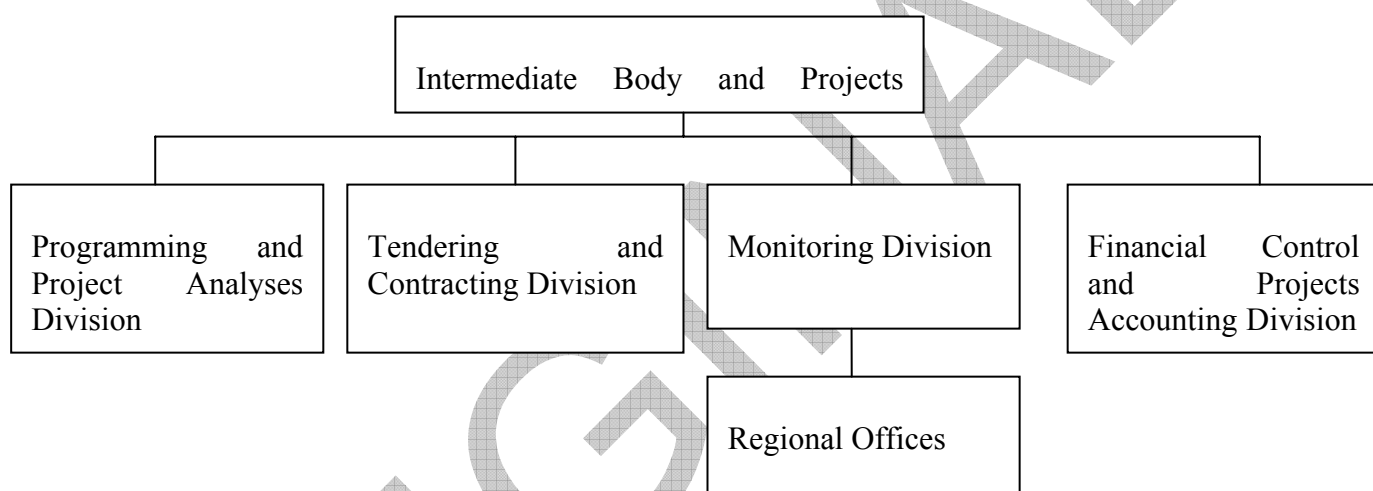 Intermediate Body and Projects
Programming and
Project Analyses
Division
Tendering and
Contracting Division
Monitoring Division
Financial Control
and Projects
Accounting Division
Regional Offices